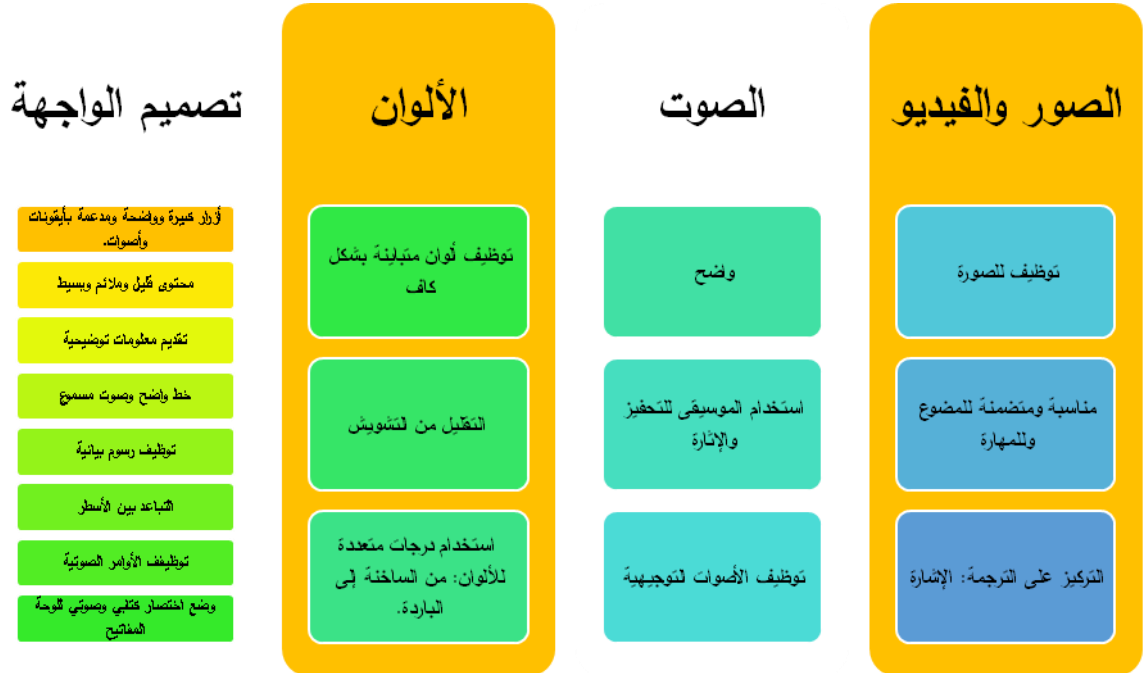 الصور والفيديو
توظيف للصورة
مناسبة ومتضمنة للمضوع
وللمهارة
التركيز على الترجمة: الإشارة
الصوت
واضح
استخدام الموسيقى للتحفيز
والإثارة
توظيف الأصوات التوجيهية
الألوان
توظيف ألوان متباينة بشكل
كاف
التقليل من التشويش
استخدام درجات متعددة
للألوان: من الساخنة إلى
الباردة.
تصميم الواجهة
أزرار كبيرة وواضحة ومدعمة بأيقونات
وأصوات.
محتوى قليل وملائم وبسيط
تقديم معلومات توضيحية
خط واضح وصوت مسموع
توظيف رسوم بيانية
التباعد بين الأسطر
توظيفف الأوامر الصوتية
وضع اختصار كتابي وصوتي للوحة
المفاتيح